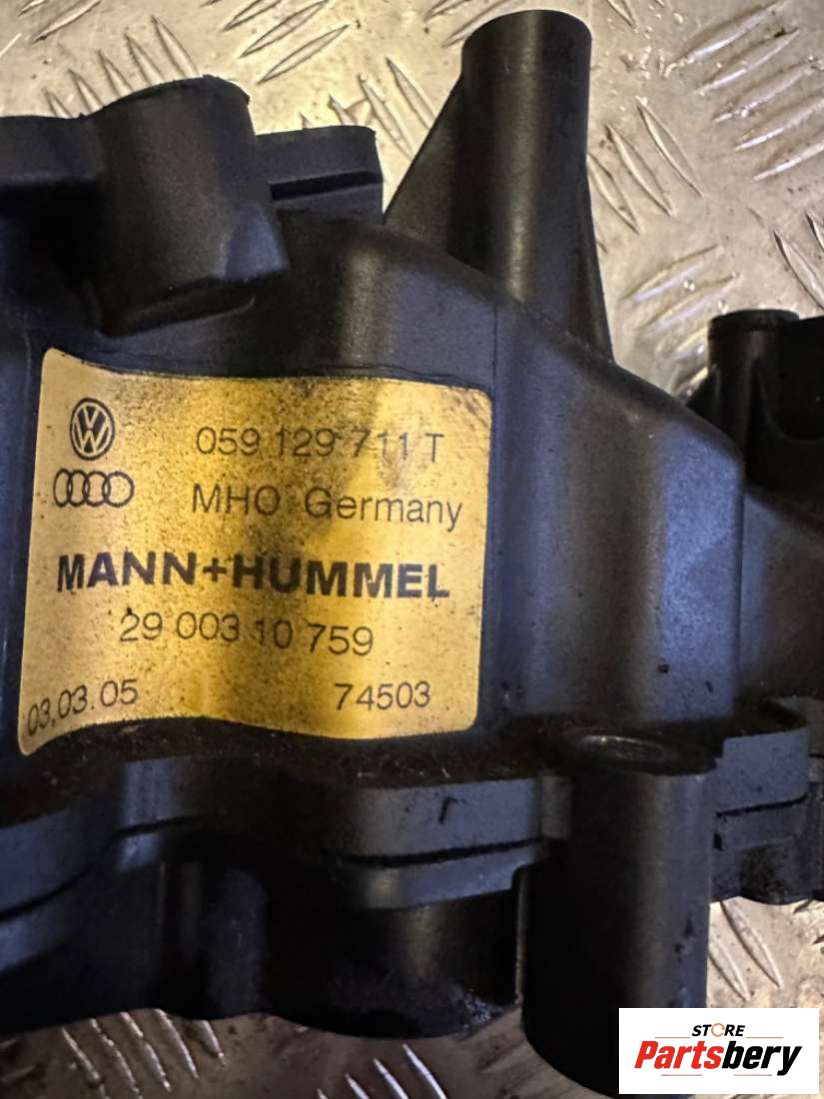 059 129 711 T
MHO Germany
MANN+HUMMEL
29 003 10 759
03.03.05 74503
STORE
Partsbery